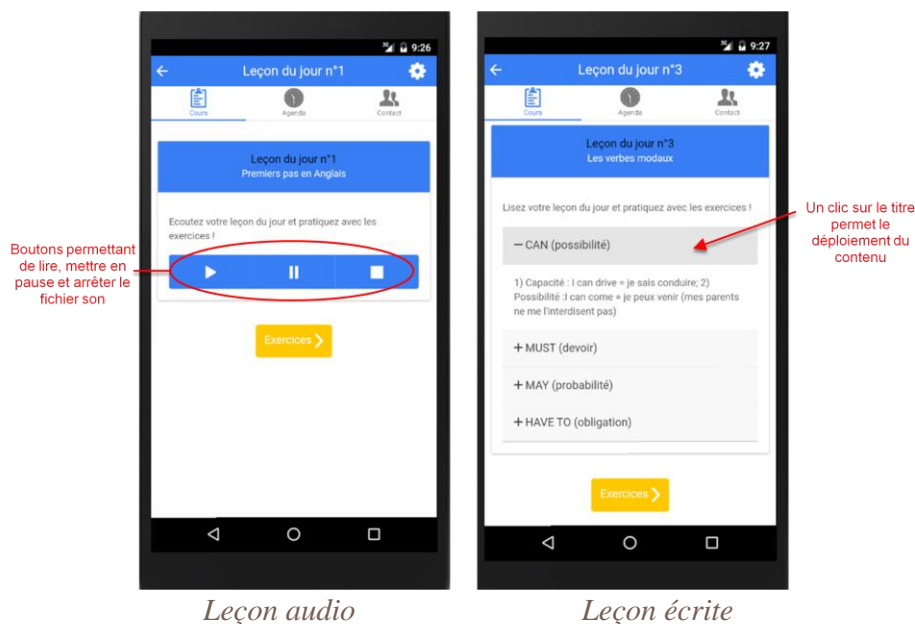 9:26
Leçon du jour n°1
Cours
Agenda
Contact
Leçon du jour n°1
Premiers pas en Anglais
Ecoutez votre leçon du jour et pratiquez avec les
exercices !
Exercices
Boutons permettant
de lire, mettre en
pause et arrêter le
fichier son
Leçon audio
9:27
Leçon du jour n°3
Cours
Agenda
Contact
Leçon du jour n°3
Les verbes modaux
Lisez votre leçon du jour et pratiquez avec les exercices !
CAN (possibilité)
1) Capacité : I can drive = je sais conduire; 2)
Possibilité :I can come = je peux venir (mes parents
ne me l'interdisent pas)
MUST (devoir)
MAY (probabilité)
HAVE TO (obligation)
Exercices
Un clic sur le titre
permet le
déploiement du
contenu
Leçon écrite